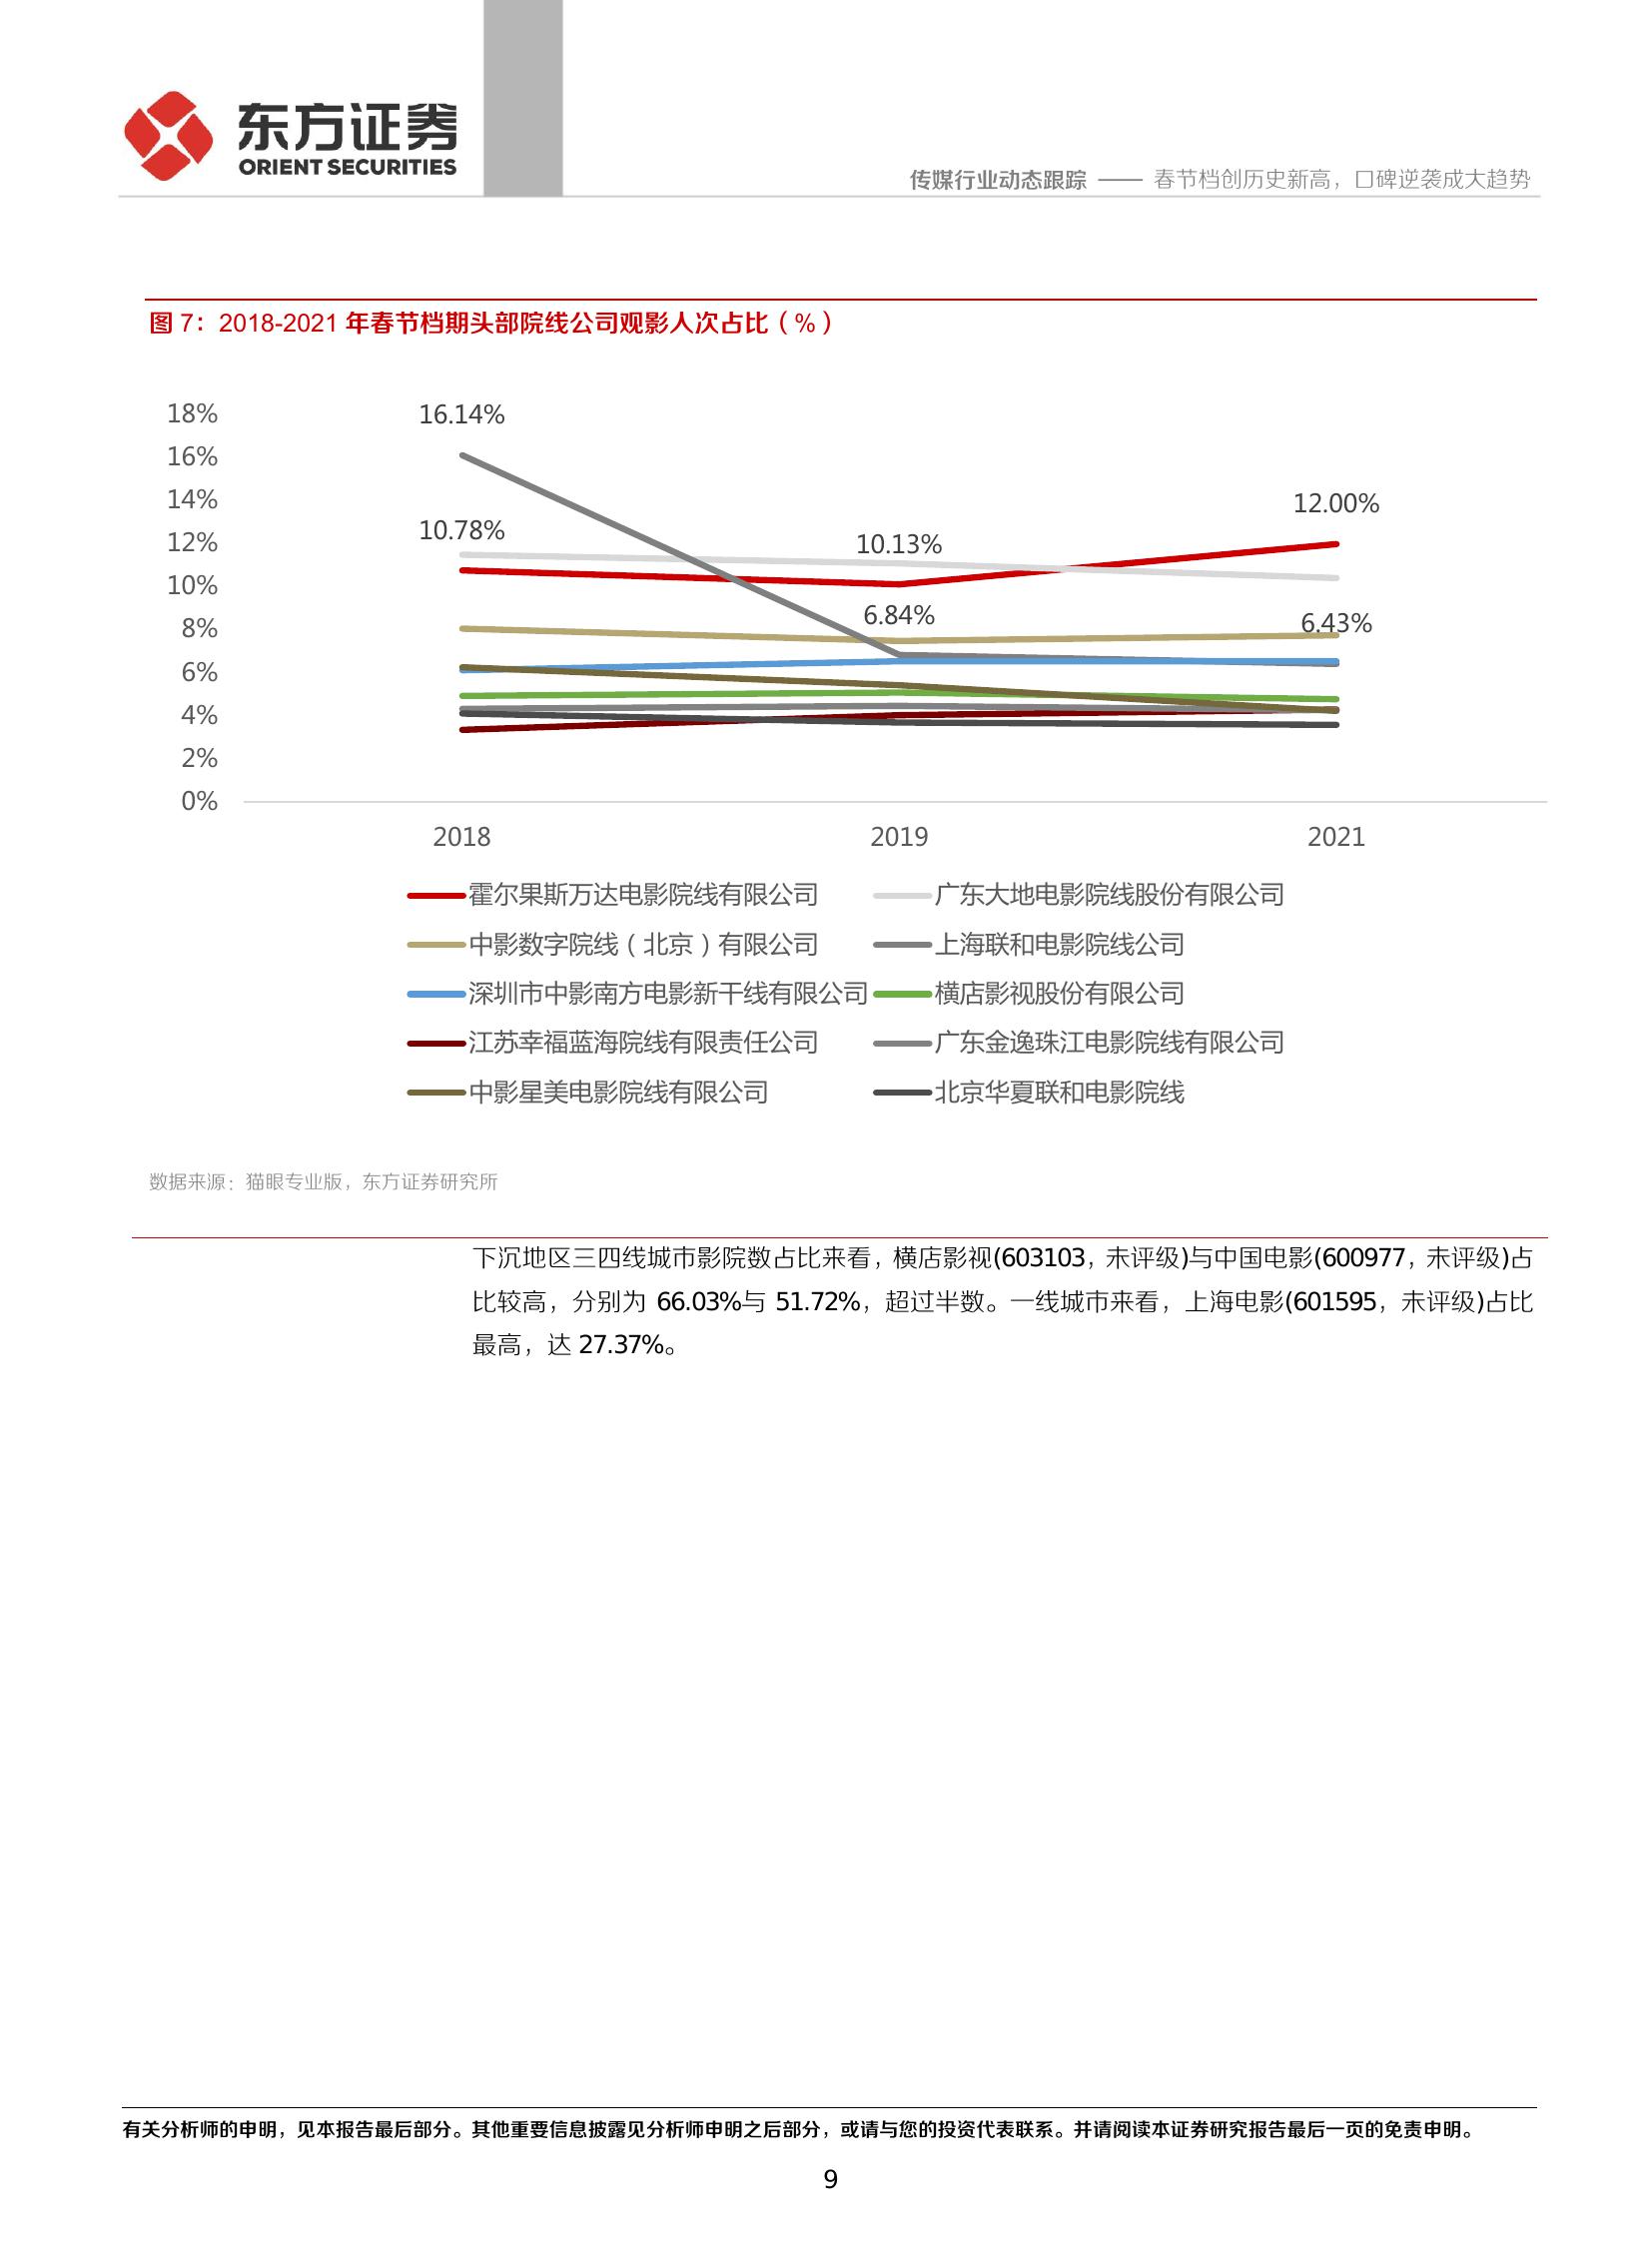 东方证券
ORIENT SECURITIES
传媒行业动态跟踪 —— 春节档创历史新高，口碑逆袭成大趋势
图 7：2018-2021 年春节档期头部院线公司观影人次占比（%）
18%
16%
14%
12%
10%
8%
6%
4%
2%
0%
16.14%
10.78%
10.13%
6.84%
12.00%
6.43%
2018 2019 2021
霍尔果斯万达电影院线有限公司 广东大地电影院线股份有限公司
中影数字院线（北京）有限公司 上海联和电影院线公司
深圳市中影南方电影新干线有限公司 横店影视股份有限公司
江苏幸福蓝海院线有限责任公司 广东金逸珠江电影院线有限公司
中影星美电影院线有限公司 北京华夏联和电影院线
数据来源：猫眼专业版，东方证券研究所
下沉地区三四线城市影院数占比来看，横店影视(603103，未评级)与中国电影(600977，未评级)占
比较高，分别为 66.03%与 51.72%，超过半数。一线城市来看，上海电影(601595，未评级)占比
最高，达 27.37%。
有关分析师的申明，见本报告最后部分。其他重要信息披露见分析师申明之后部分，或请与您的投资代表联系。并请阅读本证券研究报告最后一页的免责申明。
9